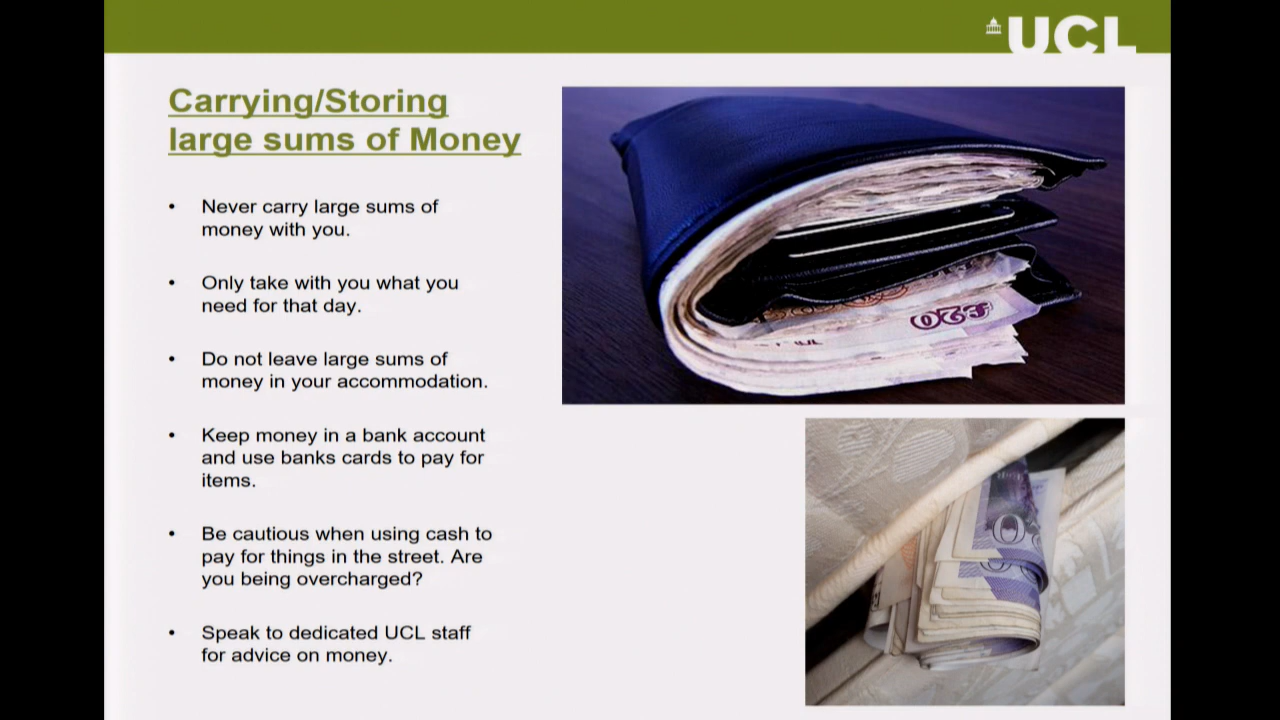 UCL
Carrying/Storing
large sums of Money
• Never carry large sums of
money with you.
• Only take with you what you
need for that day.
• Do not leave large sums of
money in your accommodation.
• Keep money in a bank account
and use banks cards to pay for
items.
• Be cautious when using cash to
pay for things in the street. Are
you being overcharged?
• Speak to dedicated UCL staff
for advice on money.
£20